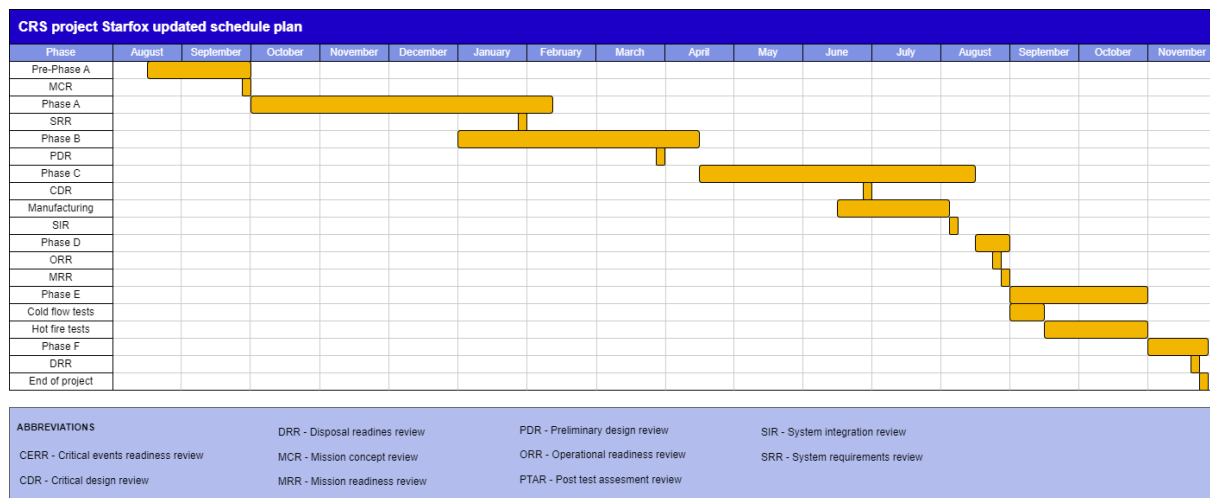 CRS project Starfox updated schedule plan
Phase August September October November December January February March April May June July August September October November
Pre-Phase A
MCR
Phase A
SRR
Phase B
PDR
Phase C
CDR
Manufacturing
SIR
Phase D
ORR
MRR
Phase E
Cold flow tests
Hot fire tests
Phase F
DRR
End of project
ABBREVIATIONS
CERR - Critical events readiness review
CDR - Critical design review
DRR - Disposal readines review
MCR - Mission concept review
MRR - Mission readiness review
PDR - Preliminary design review
ORR - Operational readiness review
PTAR - Post test assesment review
SIR - System integration review
SRR - System requirements review